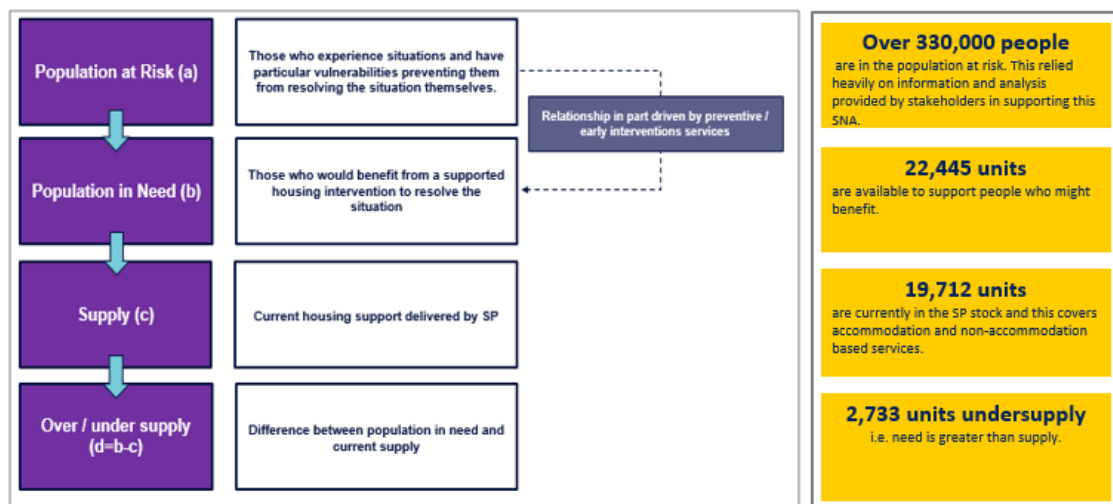 Population at Risk (a)
Those who experience situations and have
particular vulnerabilities preventing them
from resolving the situation themselves.
Relationship in part driven by preventive /
early interventions services
Population in Need (b)
Those who would benefit from a supported
housing intervention to resolve the
situation
Supply (c)
Current housing support delivered by SP
Over / under supply
(d=b-c)
Difference between population in need and
current supply
Over 330,000 people
are in the population at risk. This relied
heavily on information and analysis
provided by stakeholders in supporting this
SNA.
22,445 units
are available to support people who might
benefit.
19,712 units
are currently in the SP stock and this covers
accommodation and non-accommodation
based services.
2,733 units undersupply
i.e. need is greater than supply.